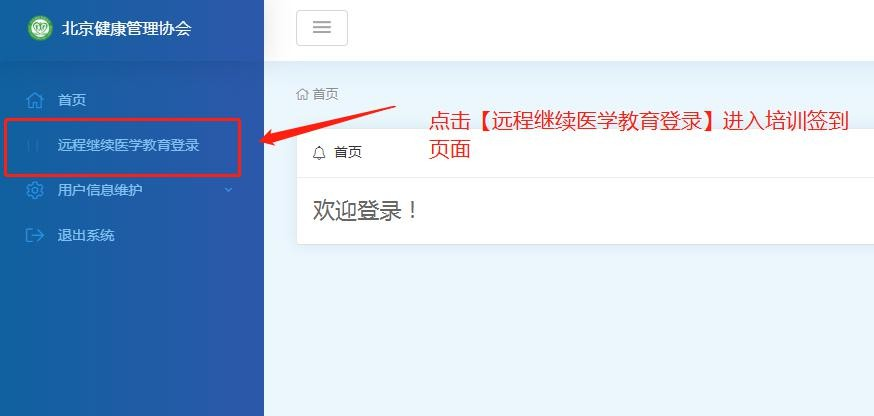 北京健康管理协会
首页
远程继续医学教育登录
用户信息维护
退出系统
首页
点击【远程继续医学教育登录】进入培训签到
页面
首页
欢迎登录！